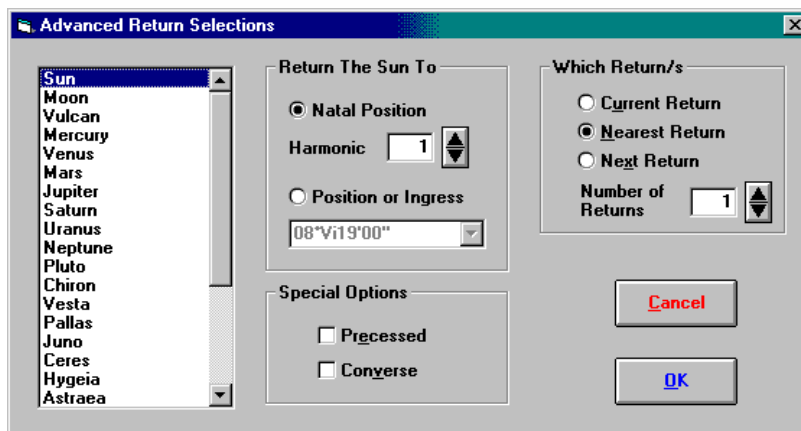 Advanced Return Selections
Sun
Moon
Vulcan
Mercury
Venus
Mars
Jupiter
Saturn
Uranus
Neptune
Pluto
Chiron
Vesta
Pallas
Juno
Ceres
Hygeia
Astraea
Return The Sun To
Natal Position
Harmonic 1
Position or Ingress
08°Vi19'00"
Special Options
Precessed
Converse
Which Return/s
Current Return
Nearest Return
Next Return
Number of
Returns 1
Cancel
OK